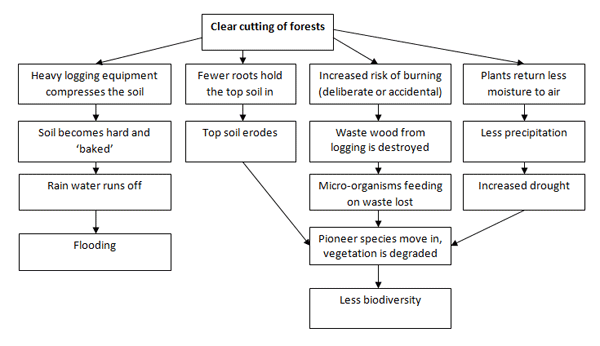 Clear cutting of forests
Heavy logging equipment
compresses the soil
Fewer roots hold
the top soil in
Increased risk of burning
(deliberate or accidental)
Plants return less
moisture to air
Soil becomes hard and
‘baked’
Top soil erodes
Waste wood from
logging is destroyed
Less precipitation
Rain water runs off
Micro-organisms feeding
on waste lost
Increased drought
Flooding
Pioneer species move in,
vegetation is degraded
Less biodiversity